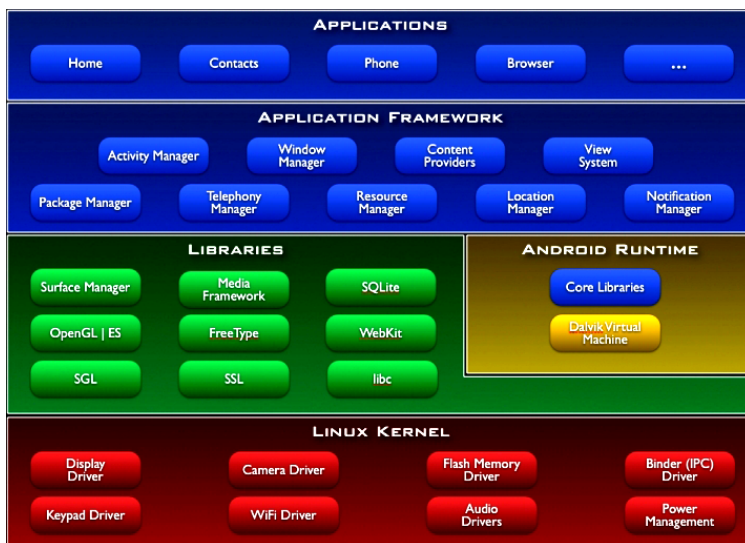 APPLICATIONS
Home
Contacts
Phone
Browser
...
APPLICATION FRAMEWORK
Activity Manager
Window
Manager
Content
Providers
View
System
Package Manager
Telephony
Manager
Resource
Manager
Location
Manager
Notification
Manager
LIBRARIES
Surface Manager
Media
Framework
SQLite
OpenGL | ES
FreeType
WebKit
SGL
SSL
libc
ANDROID RUNTIME
Core Libraries
Dalvik Virtual
Machine
LINUX KERNEL
Display
Driver
Camera Driver
Flash Memory
Driver
Binder (IPC)
Driver
Keypad Driver
WiFi Driver
Audio
Drivers
Power
Management